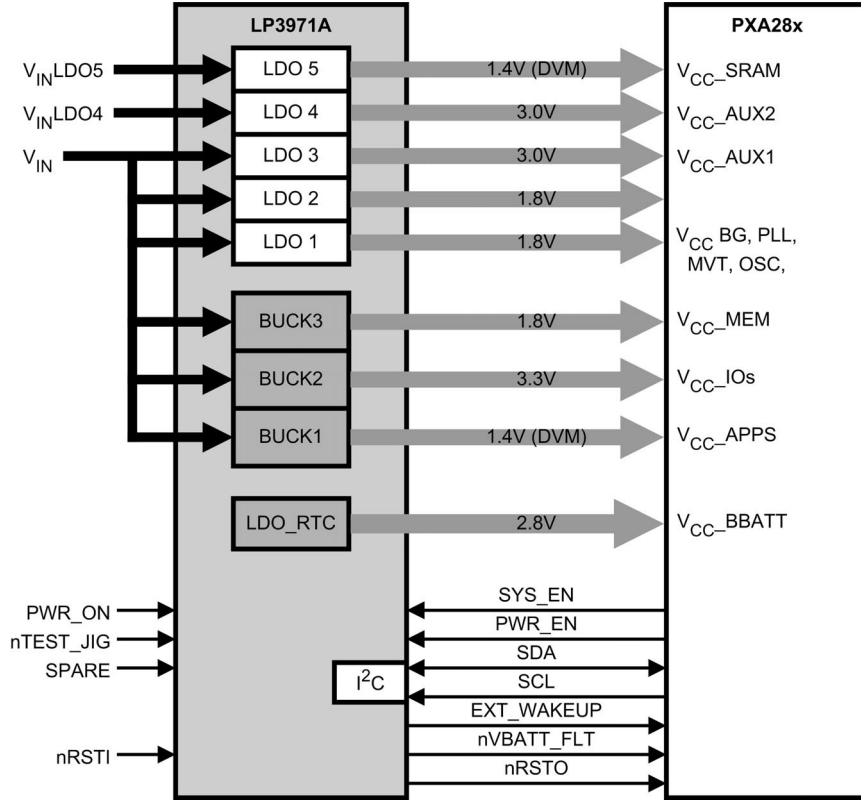 LP3971A PXA28x
VINLDO5 LDO 5 1.4V (DVM) VCC_SRAM
VINLDO4 LDO 4 3.0V VCC_AUX2
VIN LDO 3 3.0V VCC_AUX1
LDO 2 1.8V
LDO 1 1.8V VCC BG, PLL,
MVT, OSC,
BUCK3 1.8V VCC_MEM
BUCK2 3.3V VCC_IOs
BUCK1 1.4V (DVM) VCC_APPS
LDO_RTC 2.8V VCC_BBATT
SYS_EN
PWR_ON
PWR_EN
nTEST_JIG
SDA
SPARE
I²C
SCL
EXT_WAKEUP
nVBATT_FLT
nRSTI
nRSTO